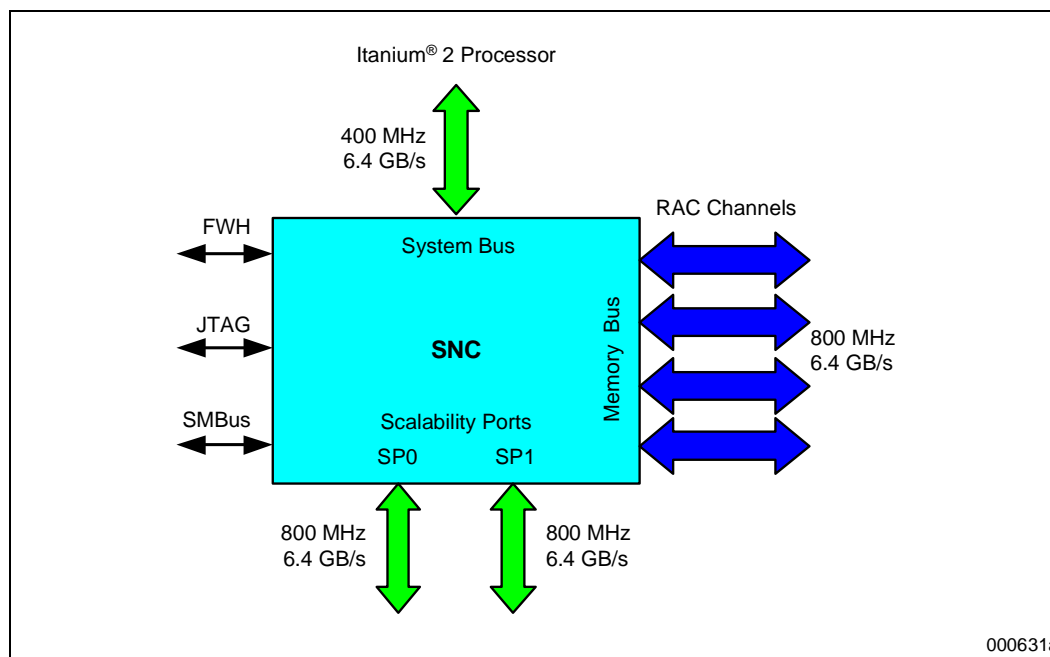 Itanium® 2 Processor
400 MHz
6.4 GB/s
RAC Channels
FWH
System Bus
JTAG
SNC
Memory Bus
800 MHz
6.4 GB/s
SMBus
Scalability Ports
SP0 SP1
800 MHz
6.4 GB/s
800 MHz
6.4 GB/s